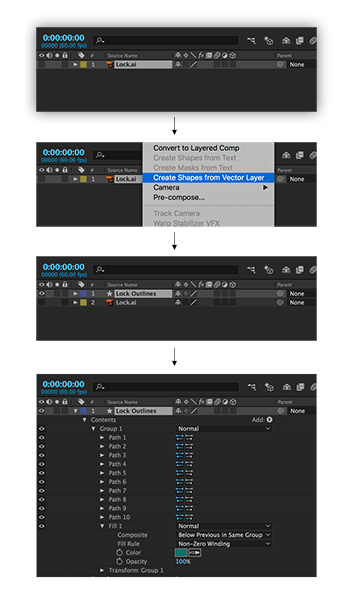 0:00:00:00
00000 (60.00 fps)
# Source Name fx Parent
1 Lock.ai None
0:00:00:00
00000 (60.00 fps)
# Source Name
1 Lock.ai None
Convert to Layered Comp
Create Shapes from Text
Create Masks from Text
Create Shapes from Vector Layer
Camera
Pre-compose...
Track Camera
Warp Stabilizer VFX
0:00:00:00
00000 (60.00 fps)
# Source Name fx Parent
1 Lock Outlines None
2 Lock.ai None
0:00:00:00
00000 (60.00 fps)
# Source Name fx Parent
1 Lock Outlines None
Contents Add:
Group 1 Normal
Path 1
Path 2
Path 3
Path 4
Path 5
Path 6
Path 7
Path 8
Path 9
Path 10
Fill 1 Normal
Composite Below Previous in Same Group
Fill Rule Non-Zero Winding
Color
Opacity 100%
Transform: Group 1